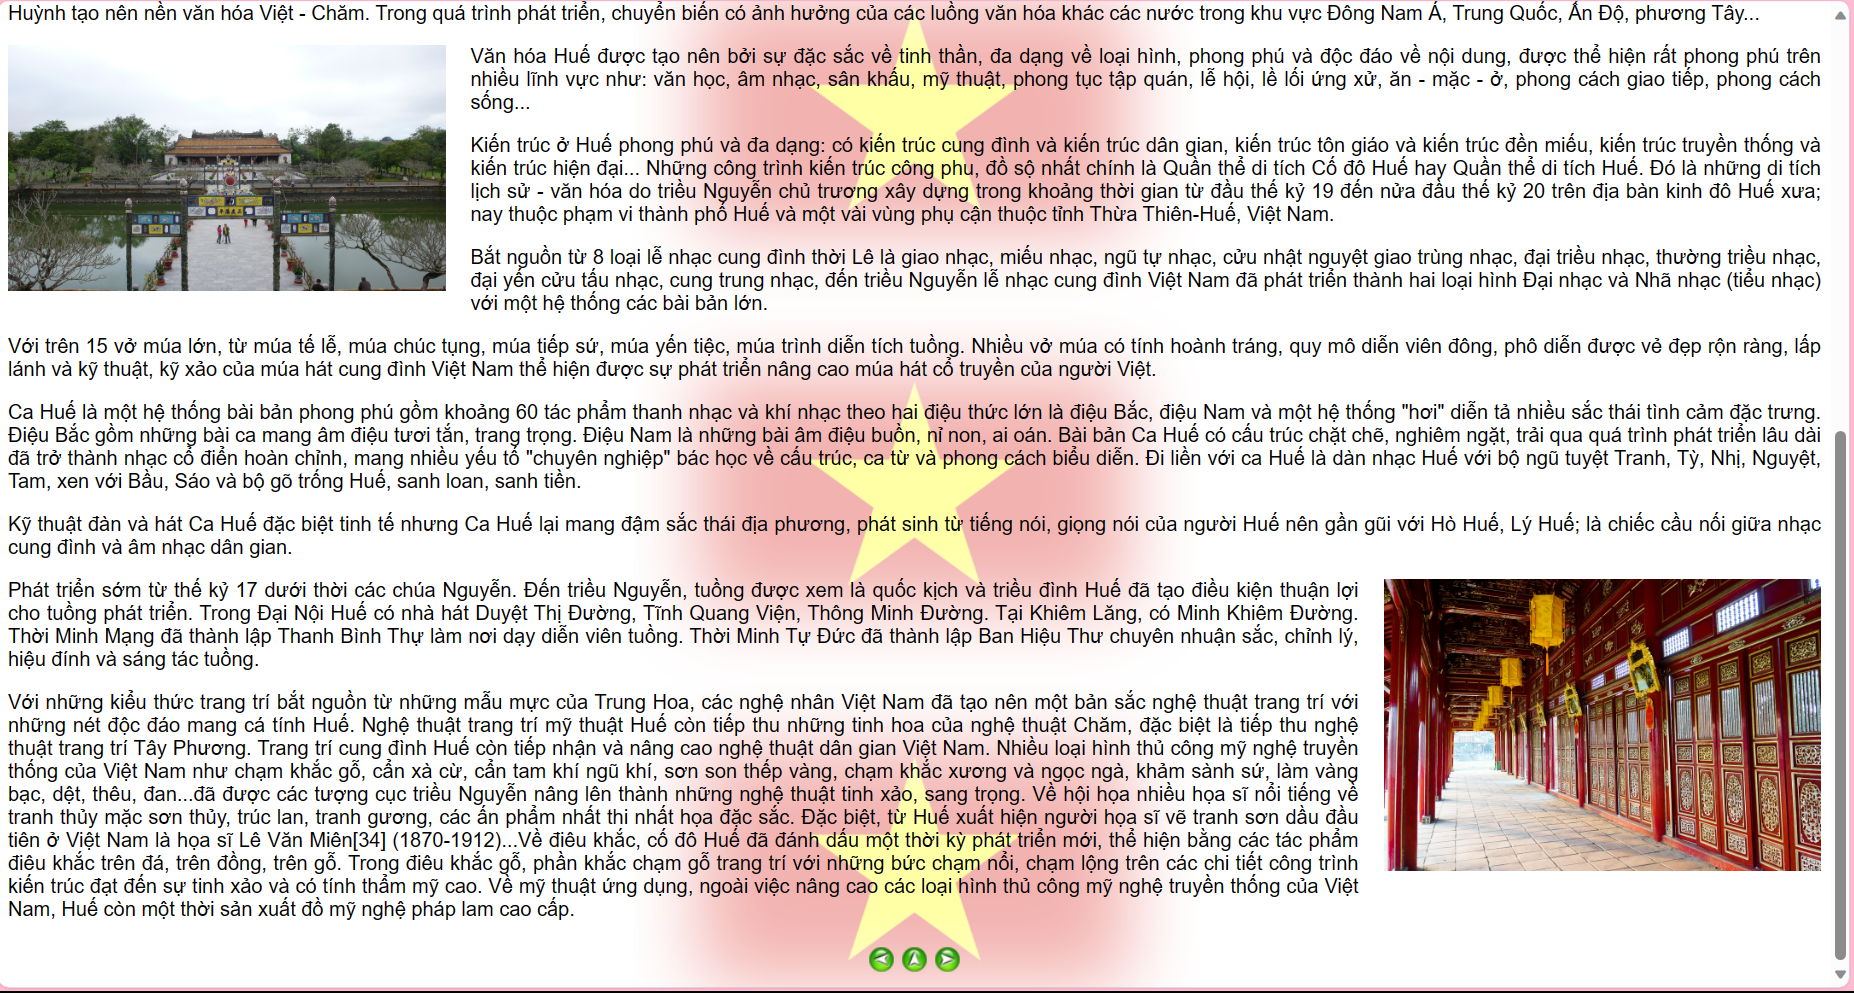 Huỳnh tạo nên nền văn hóa Việt - Chăm. Trong quá trình phát triển, chuyển biến có ảnh hưởng của các luồng văn hóa khác các nước trong khu vực Đông Nam Á, Trung Quốc, Ấn Độ, phương Tây...
Văn hóa Huế được tạo nên bởi sự đặc sắc về tinh thần, đa dạng về loại hình, phong phú và độc đáo về nội dung, được thể hiện rất phong phú trên
nhiều lĩnh vực như: văn học, âm nhạc, sân khấu, mỹ thuật, phong tục tập quán, lễ hội, lề lối ứng xử, ăn - mặc - ở, phong cách giao tiếp, phong cách
sống...
Kiến trúc ở Huế phong phú và đa dạng: có kiến trúc cung đình và kiến trúc dân gian, kiến trúc tôn giáo và kiến trúc đền miếu, kiến trúc truyền thống và
kiến trúc hiện đại... Những công trình kiến trúc công phu, đồ sộ nhất chính là Quần thể di tích Cố đô Huế hay Quần thể di tích Huế. Đó là những di tích
lịch sử - văn hóa do triều Nguyễn chủ trương xây dựng trong khoảng thời gian từ đầu thế kỷ 19 đến nửa đầu thế kỷ 20 trên địa bàn kinh đô Huế xưa;
nay thuộc phạm vi thành phố Huế và một vài vùng phụ cận thuộc tỉnh Thừa Thiên-Huế, Việt Nam.
Bắt nguồn từ 8 loại lễ nhạc cung đình thời Lê là giao nhạc, miếu nhạc, ngũ tự nhạc, cửu nhật nguyệt giao trùng nhạc, đại triều nhạc, thường triều nhạc,
đại yến cửu tấu nhạc, cung trung nhạc, đến triều Nguyễn lễ nhạc cung đình Việt Nam đã phát triển thành hai loại hình Đại nhạc và Nhã nhạc (tiểu nhạc)
với một hệ thống các bài bản lớn.
Với trên 15 vở múa lớn, từ múa tế lễ, múa chúc tụng, múa tiếp sứ, múa yến tiệc, múa trình diễn tích tuồng. Nhiều vở múa có tính hoành tráng, quy mô diễn viên đông, phô diễn được vẻ đẹp rộn ràng, lấp
lánh và kỹ thuật, kỹ xảo của múa hát cung đình Việt Nam thể hiện được sự phát triển nâng cao múa hát cổ truyền của người Việt.
Ca Huế là một hệ thống bài bản phong phú gồm khoảng 60 tác phẩm thanh nhạc và khí nhạc theo hai điệu thức lớn là điệu Bắc, điệu Nam và một hệ thống "hơi" diễn tả nhiều sắc thái tình cảm đặc trưng.
Điệu Bắc gồm những bài ca mang âm điệu tươi tắn, trang trọng. Điệu Nam là những bài âm điệu buồn, nỉ non, ai oán. Bài bản Ca Huế có cấu trúc chặt chẽ, nghiêm ngặt, trải qua quá trình phát triển lâu dài
đã trở thành nhạc cổ điển hoàn chỉnh, mang nhiều yếu tố "chuyên nghiệp" bác học về cấu trúc, ca từ và phong cách biểu diễn. Đi liền với ca Huế là dàn nhạc Huế với bộ ngũ tuyệt Tranh, Tỳ, Nhị, Nguyệt,
Tam, xen với Bầu, Sáo và bộ gõ trống Huế, sanh loan, sanh tiền.
Kỹ thuật đàn và hát Ca Huế đặc biệt tinh tế nhưng Ca Huế lại mang đậm sắc thái địa phương, phát sinh từ tiếng nói, giọng nói của người Huế nên gần gũi với Hò Huế, Lý Huế; là chiếc cầu nối giữa nhạc
cung đình và âm nhạc dân gian.
Phát triển sớm từ thế kỷ 17 dưới thời các chúa Nguyễn. Đến triều Nguyễn, tuồng được xem là quốc kịch và triều đình Huế đã tạo điều kiện thuận lợi
cho tuồng phát triển. Trong Đại Nội Huế có nhà hát Duyệt Thị Đường, Tĩnh Quang Viện, Thông Minh Đường. Tại Khiêm Lăng, có Minh Khiêm Đường.
Thời Minh Mạng đã thành lập Thanh Bình Thự làm nơi dạy diễn viên tuồng. Thời Minh Tự Đức đã thành lập Ban Hiệu Thư chuyên nhuận sắc, chỉnh lý,
hiệu đính và sáng tác tuồng.
Với những kiểu thức trang trí bắt nguồn từ những mẫu mực của Trung Hoa, các nghệ nhân Việt Nam đã tạo nên một bản sắc nghệ thuật trang trí với
những nét độc đáo mang cá tính Huế. Nghệ thuật trang trí mỹ thuật Huế còn tiếp thu những tinh hoa của nghệ thuật Chăm, đặc biệt là tiếp thu nghệ
thuật trang trí Tây Phương. Trang trí cung đình Huế còn tiếp nhận và nâng cao nghệ thuật dân gian Việt Nam. Nhiều loại hình thủ công mỹ nghệ truyền
thống của Việt Nam như chạm khắc gỗ, cẩn xà cừ, cẩn tam khí ngũ khí, sơn son thếp vàng, chạm khắc xương và ngọc ngà, khảm sành sứ, làm vàng
bạc, dệt, thêu, đan...đã được các tượng cục triều Nguyễn nâng lên thành những nghệ thuật tinh xảo, sang trọng. Về hội họa nhiều họa sĩ nổi tiếng về
tranh thủy mặc sơn thủy, trúc lan, tranh gương, các ấn phẩm nhất thi nhất họa đặc sắc. Đặc biệt, từ Huế xuất hiện người họa sĩ vẽ tranh sơn dầu đầu
tiên ở Việt Nam là họa sĩ Lê Văn Miên[34] (1870-1912)...Về điêu khắc, cố đô Huế đã đánh dấu một thời kỳ phát triển mới, thể hiện bằng các tác phẩm
điêu khắc trên đá, trên đồng, trên gỗ. Trong điêu khắc gỗ, phần khắc chạm gỗ trang trí với những bức chạm nổi, chạm lộng trên các chi tiết công trình
kiến trúc đạt đến sự tinh xảo và có tính thẩm mỹ cao. Về mỹ thuật ứng dụng, ngoài việc nâng cao các loại hình thủ công mỹ nghệ truyền thống của Việt
Nam, Huế còn một thời sản xuất đồ mỹ nghệ pháp lam cao cấp.